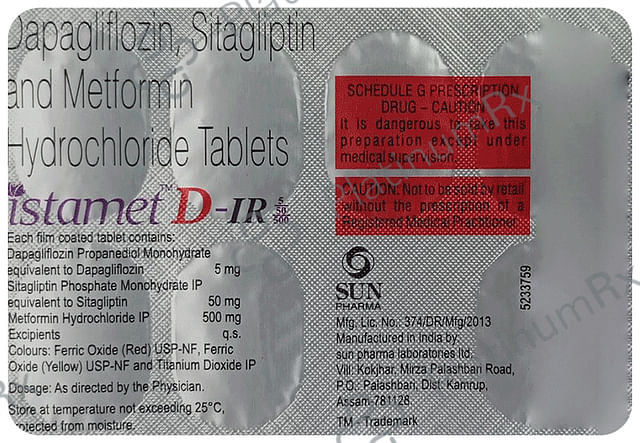 Dapagliflozin, Sitagliptin
and Metformin
Hydrochloride Tablets
istamet™ D-IR
Each film coated tablet contains:
Dapagliflozin Propanediol Monohydrate
equivalent to Dapagliflozin 5 mg
Sitagliptin Phosphate Monohydrate IP
equivalent to Sitagliptin 50 mg
Metformin Hydrochloride IP 500 mg
Excipients q.s.
Colours: Ferric Oxide (Red) USP-NF, Ferric
Oxide (Yellow) USP-NF and Titanium Dioxide IP
Dosage: As directed by the Physician.
Store at temperature not exceeding 25°C,
protected from moisture.
SCHEDULE G PRESCRIPTION
DRUG – CAUTION
It is dangerous to take this
preparation except under
medical supervision.
CAUTION: Not to be sold by retail
without the prescription of a
Registered Medical Practitioner.
SUN
PHARMA
Mfg. Lic. No.: 374/DR/Mfg/2013
Manufactured in India by:
sun pharma laboratories ltd.
Vill: Kokjhar, Mirza Palashbari Road,
P.O.: Palashbari, Dist. Kamrup,
Assam-781128.
TM - Trademark
5233759